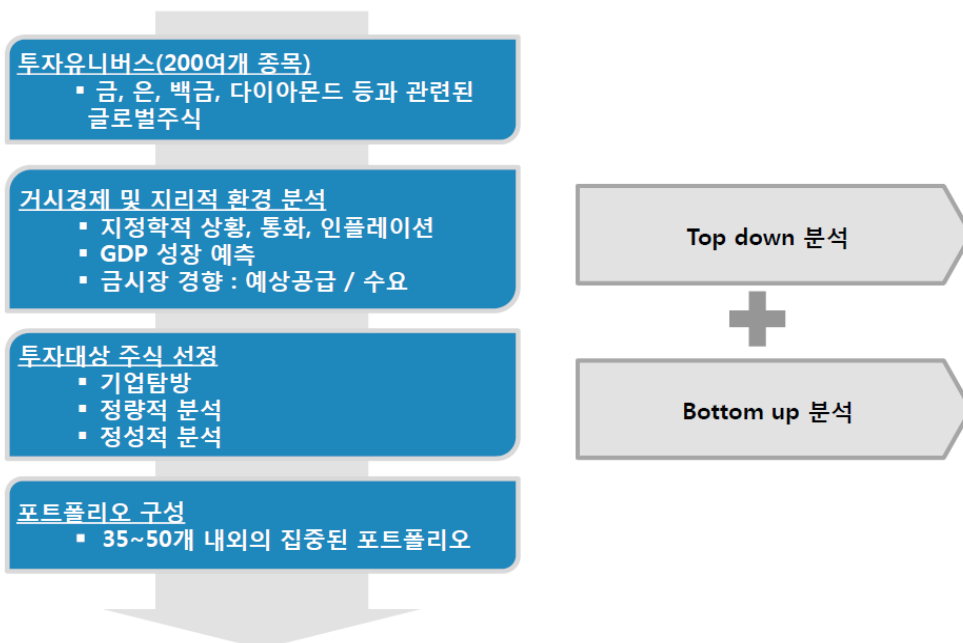 투자유니버스(200여개 종목)
▪ 금, 은, 백금, 다이아몬드 등과 관련된
글로벌주식
거시경제 및 지리적 환경 분석
▪ 지정학적 상황, 통화, 인플레이션
▪ GDP 성장 예측
▪ 금시장 경향 : 예상공급 / 수요
투자대상 주식 선정
▪ 기업탐방
▪ 정량적 분석
▪ 정성적 분석
포트폴리오 구성
▪ 35~50개 내외의 집중된 포트폴리오
Top down 분석
Bottom up 분석